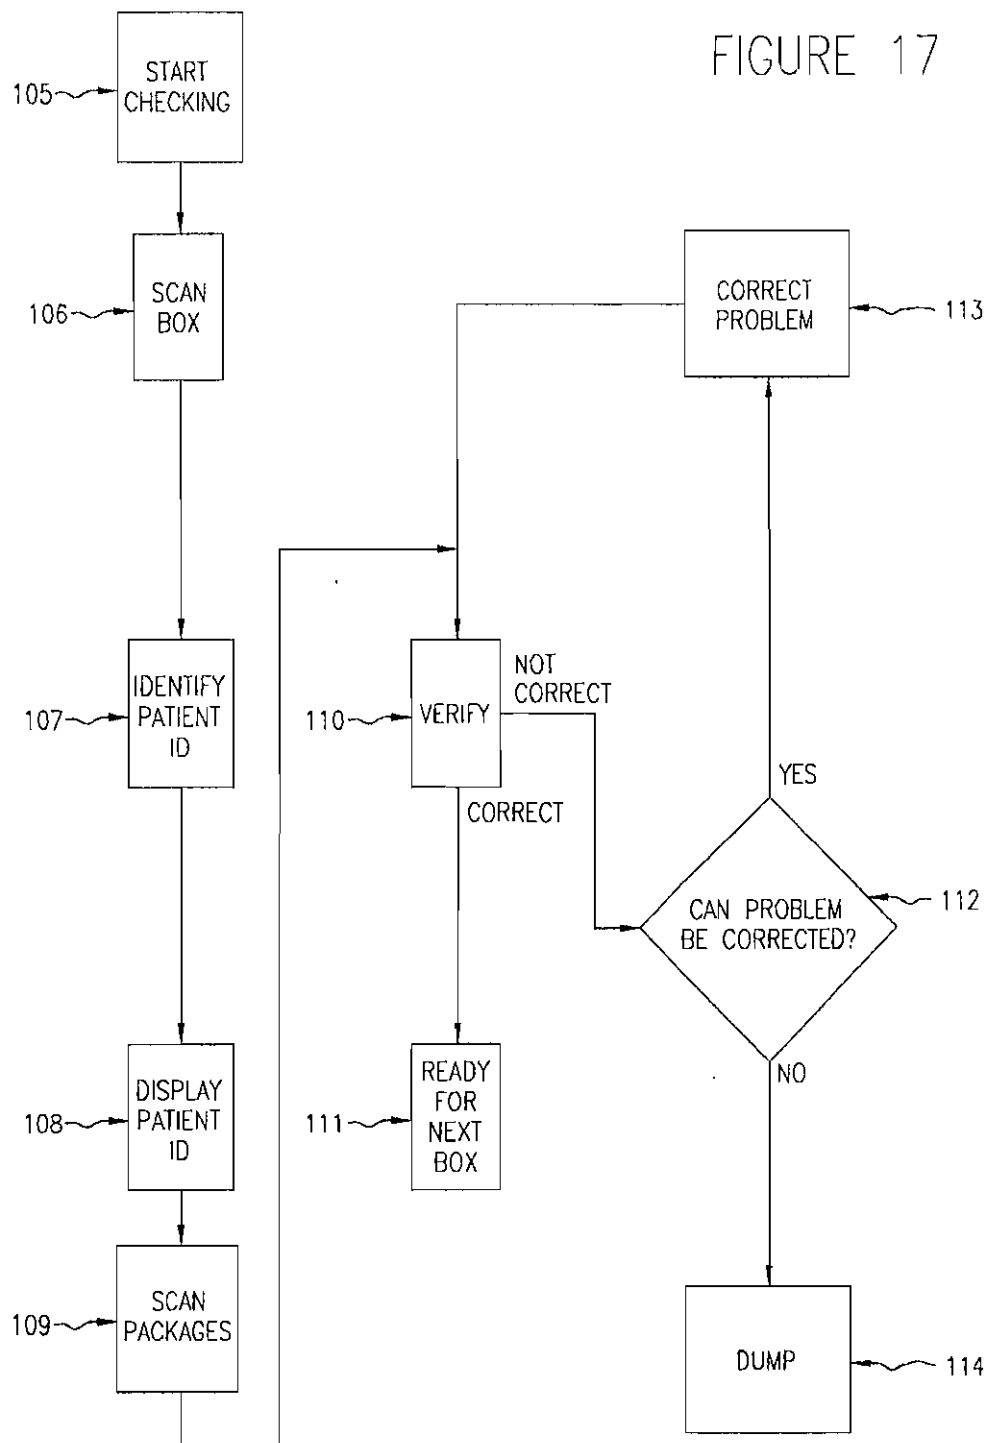 FIGURE 17
105
START
CHECKING
106
SCAN
BOX
107
IDENTIFY
PATIENT
ID
108
DISPLAY
PATIENT
ID
109
SCAN
PACKAGES
110
VERIFY
NOT
CORRECT
CORRECT
111
READY
FOR
NEXT
BOX
CORRECT
PROBLEM
113
YES
CAN PROBLEM
BE CORRECTED?
112
NO
DUMP
114